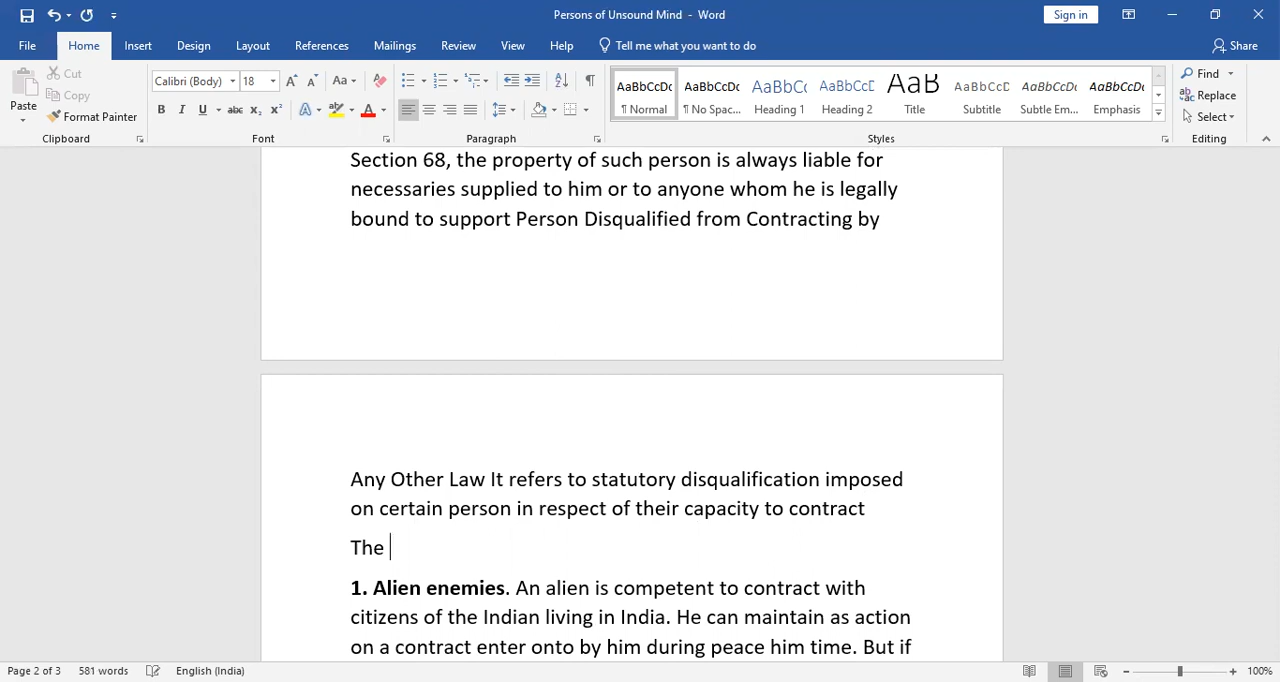 Persons of Unsound Mind - Word
Sign in
File Home Insert Design Layout References Mailings Review View Help Tell me what you want to do Share
Paste
Cut
Copy
Format Painter
Clipboard
Calibri (Body) 18
Font
Paragraph
AaBbCcDc AaBbCcDc AaBbCc AaBbCcD AaB AaBbCcD AaBbCcDc AaBbCcDc
¶ Normal ¶ No Spac... Heading 1 Heading 2 Title Subtitle Subtle Em... Emphasis
Styles
Find
Replace
Select
Editing
Section 68, the property of such person is always liable for
necessaries supplied to him or to anyone whom he is legally
bound to support Person Disqualified from Contracting by
Any Other Law It refers to statutory disqualification imposed
on certain person in respect of their capacity to contract
The
1. Alien enemies. An alien is competent to contract with
citizens of the Indian living in India. He can maintain as action
on a contract enter onto by him during peace him time. But if
Page 2 of 3 581 words English (India) 100%